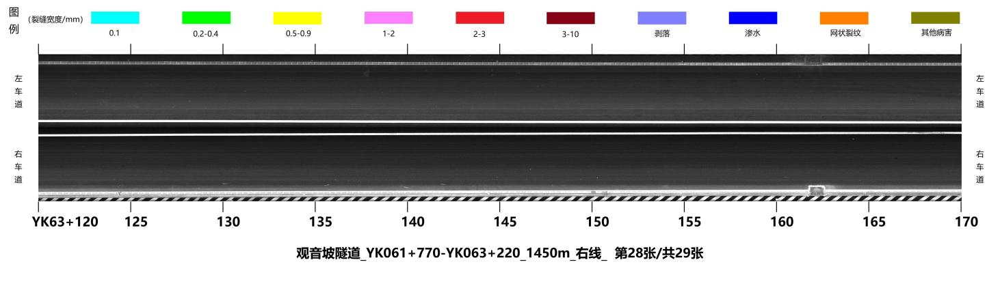 图例
(裂缝宽度/mm)
0.1 0.2-0.4 0.5-0.9 1-2 2-3 3-10 剥落 渗水 网状裂纹 其他病害
左车道 左车道
右车道 右车道
YK63+120 125 130 135 140 145 150 155 160 165 170
观音坡隧道_YK061+770-YK063+220_1450m_右线_ 第28张/共29张